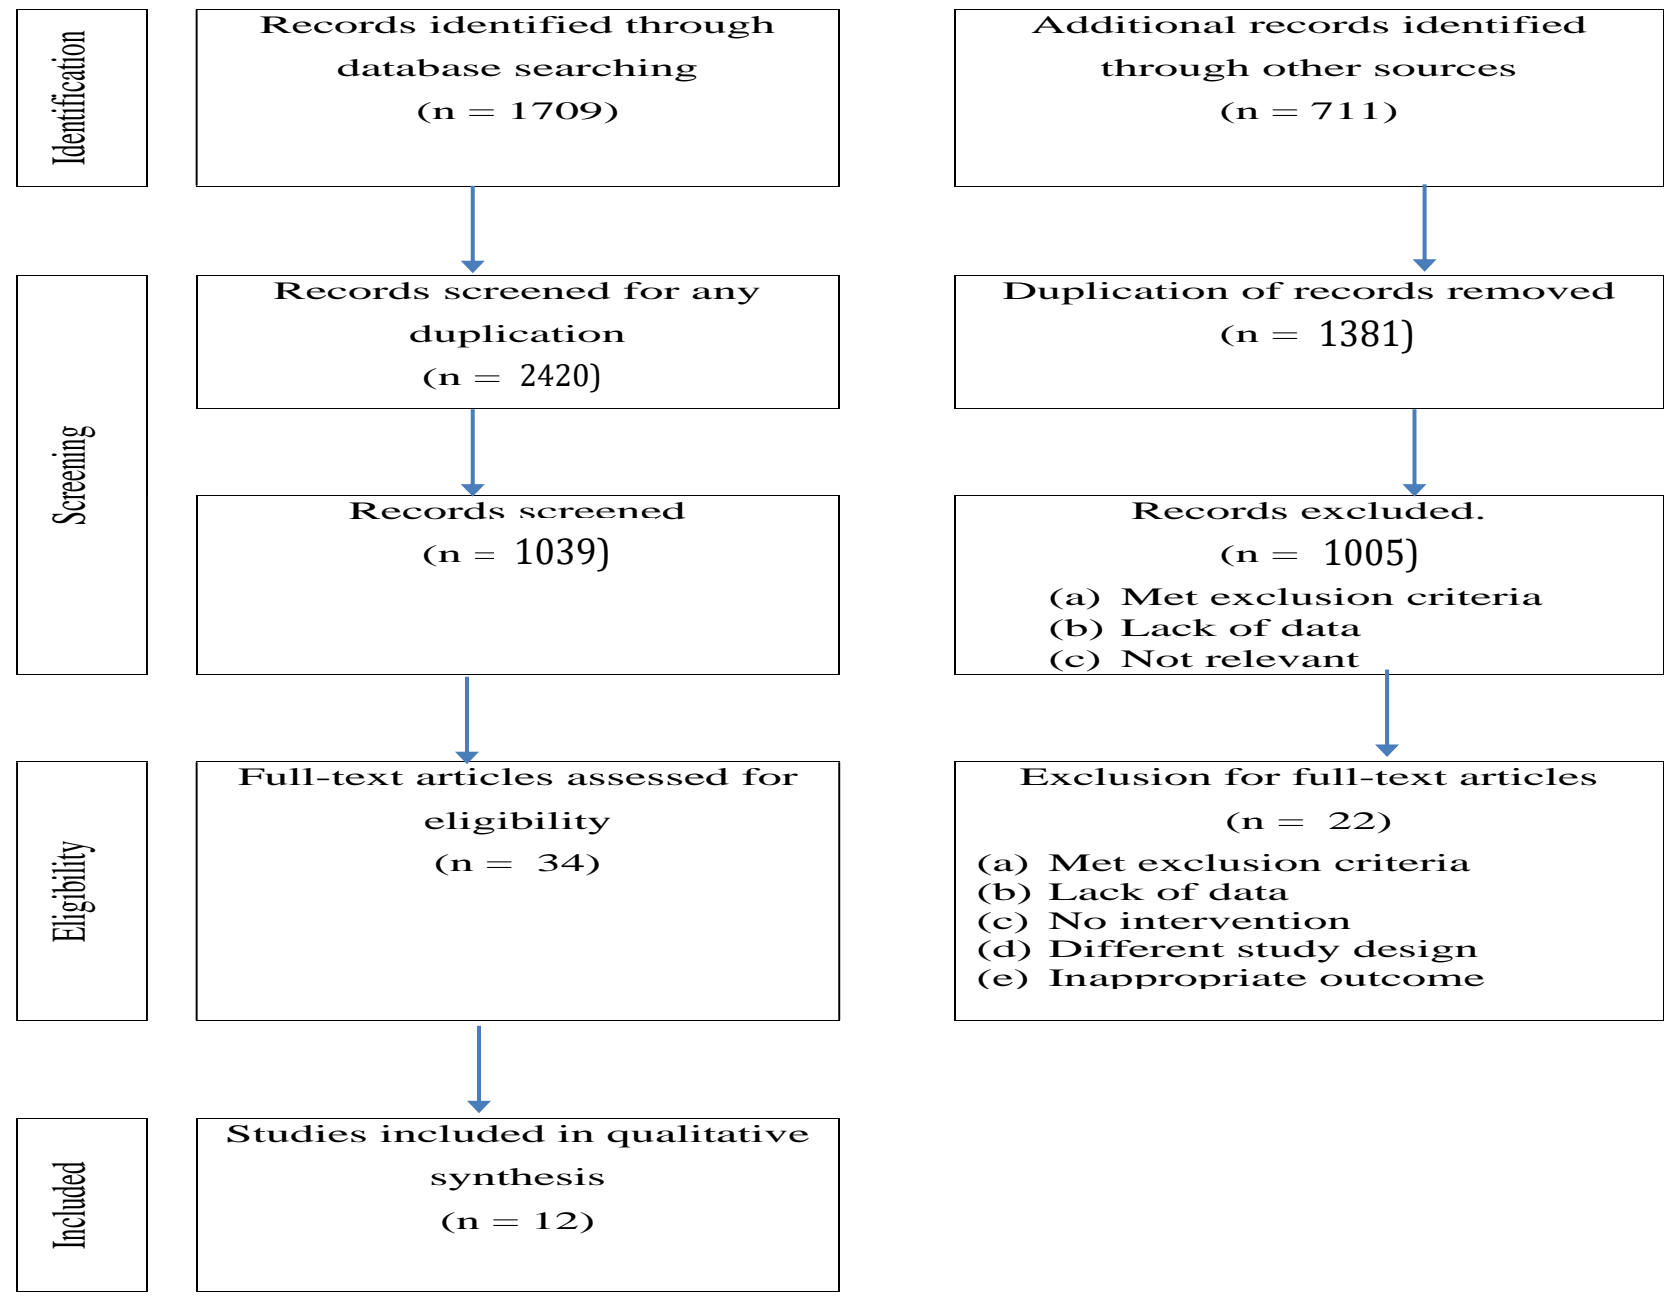 Identification
Records identified through
database searching
(n = 1709)
Additional records identified
through other sources
(n = 711)
Screening
Records screened for any
duplication
(n = 2420)
Duplication of records removed
(n = 1381)
Records screened
(n = 1039)
Records excluded.
(n = 1005)
(a) Met exclusion criteria
(b) Lack of data
(c) Not relevant
Eligibility
Full-text articles assessed for
eligibility
(n = 34)
Exclusion for full-text articles
(n = 22)
(a) Met exclusion criteria
(b) Lack of data
(c) No intervention
(d) Different study design
(e) Inappropriate outcome
Included
Studies included in qualitative
synthesis
(n = 12)